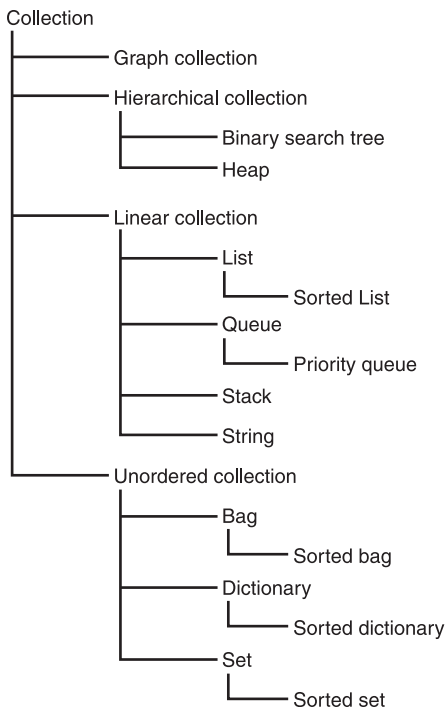 Collection
Graph collection
Hierarchical collection
Binary search tree
Heap
Linear collection
List
Sorted List
Queue
Priority queue
Stack
String
Unordered collection
Bag
Sorted bag
Dictionary
Sorted dictionary
Set
Sorted set